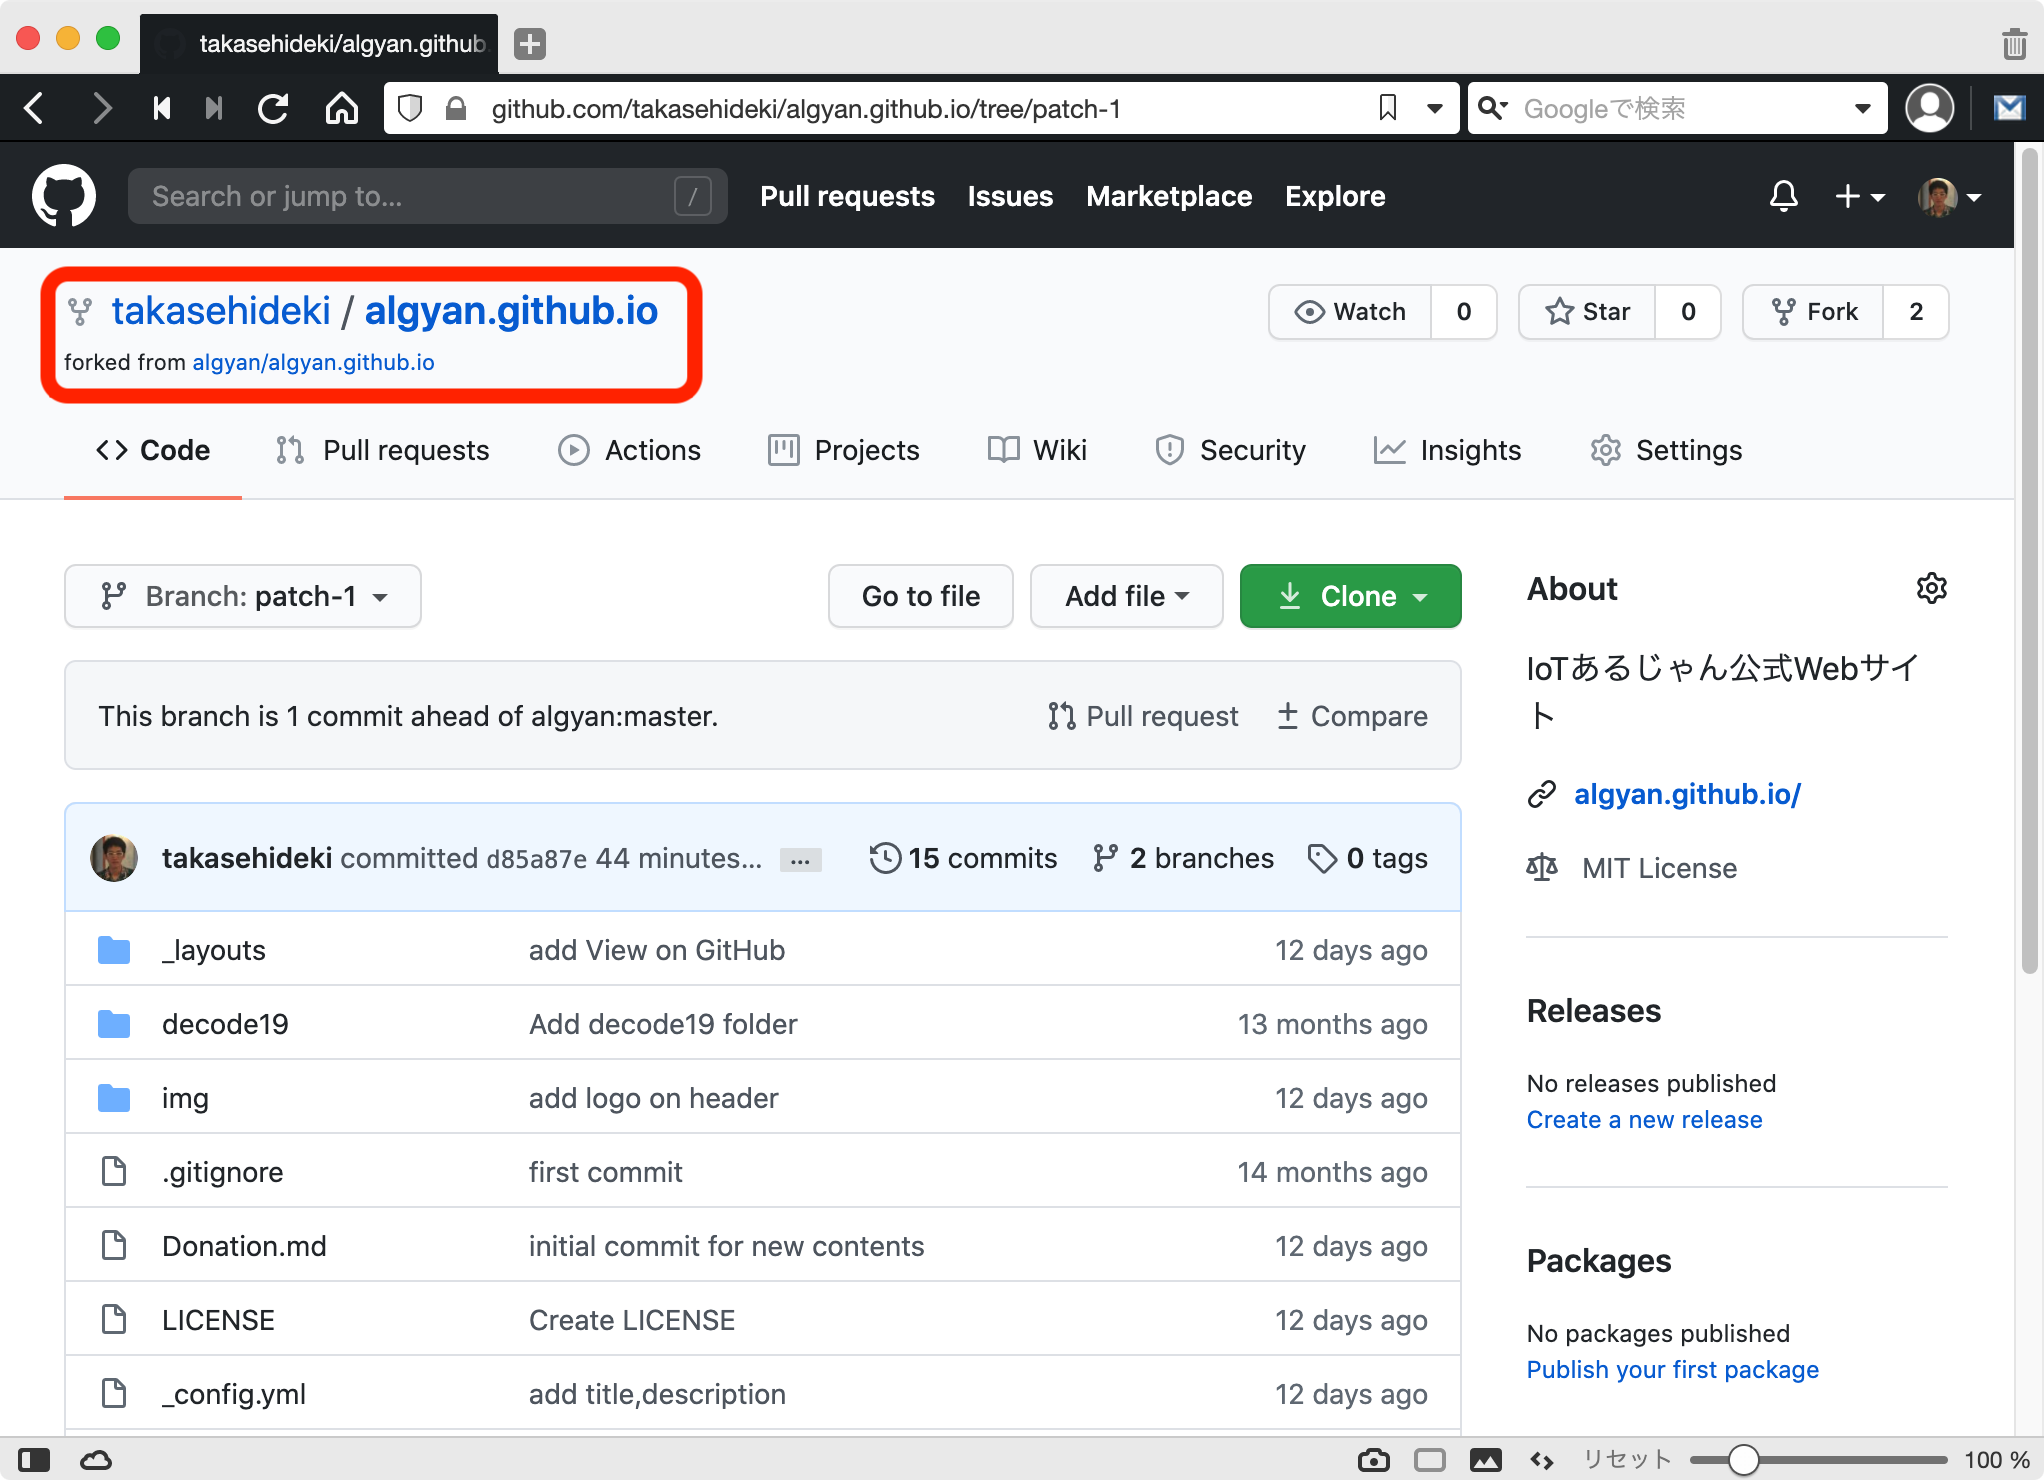 takasehideki/algyan.github.
github.com/takasehideki/algyan.github.io/tree/patch-1
Googleで検索
Search or jump to...
/
Pull requests
Issues
Marketplace
Explore
takasehideki / algyan.github.io
forked from algyan/algyan.github.io
Watch
0
Star
0
Fork
2
Code
Pull requests
Actions
Projects
Wiki
Security
Insights
Settings
Branch: patch-1
Go to file
Add file
Clone
This branch is 1 commit ahead of algyan:master.
Pull request
Compare
takasehideki committed d85a87e 44 minutes...
...
15 commits
2 branches
0 tags
_layouts
add View on GitHub
12 days ago
decode19
Add decode19 folder
13 months ago
img
add logo on header
12 days ago
.gitignore
first commit
14 months ago
Donation.md
initial commit for new contents
12 days ago
LICENSE
Create LICENSE
12 days ago
_config.yml
add title,description
12 days ago
About
IoTあるじゃん公式Webサイ
ト
algyan.github.io/
MIT License
Releases
No releases published
Create a new release
Packages
No packages published
Publish your first package
リセット
100 %